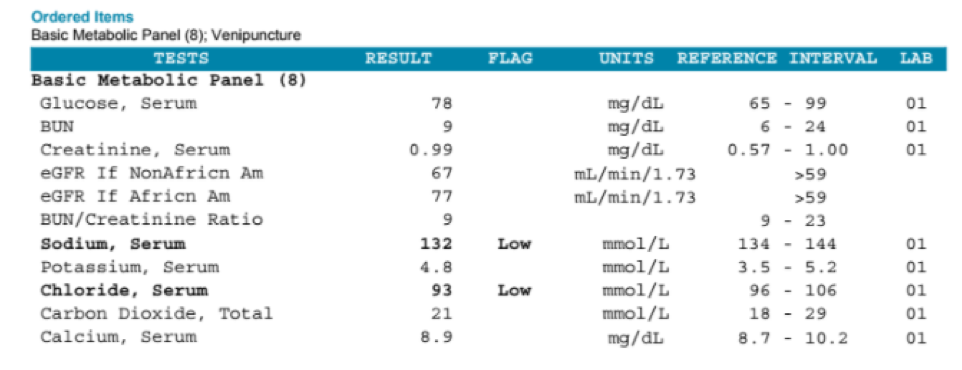 Ordered Items
Basic Metabolic Panel (8); Venipuncture
TESTS RESULT FLAG UNITS REFERENCE INTERVAL LAB
Basic Metabolic Panel (8)
Glucose, Serum 78 mg/dL 65 - 99 01
BUN 9 mg/dL 6 - 24 01
Creatinine, Serum 0.99 mg/dL 0.57 - 1.00 01
eGFR If NonAfricn Am 67 mL/min/1.73 >59
eGFR If Africn Am 77 mL/min/1.73 >59
BUN/Creatinine Ratio 9 9 - 23
Sodium, Serum 132 Low mmol/L 134 - 144 01
Potassium, Serum 4.8 mmol/L 3.5 - 5.2 01
Chloride, Serum 93 Low mmol/L 96 - 106 01
Carbon Dioxide, Total 21 mmol/L 18 - 29 01
Calcium, Serum 8.9 mg/dL 8.7 - 10.2 01